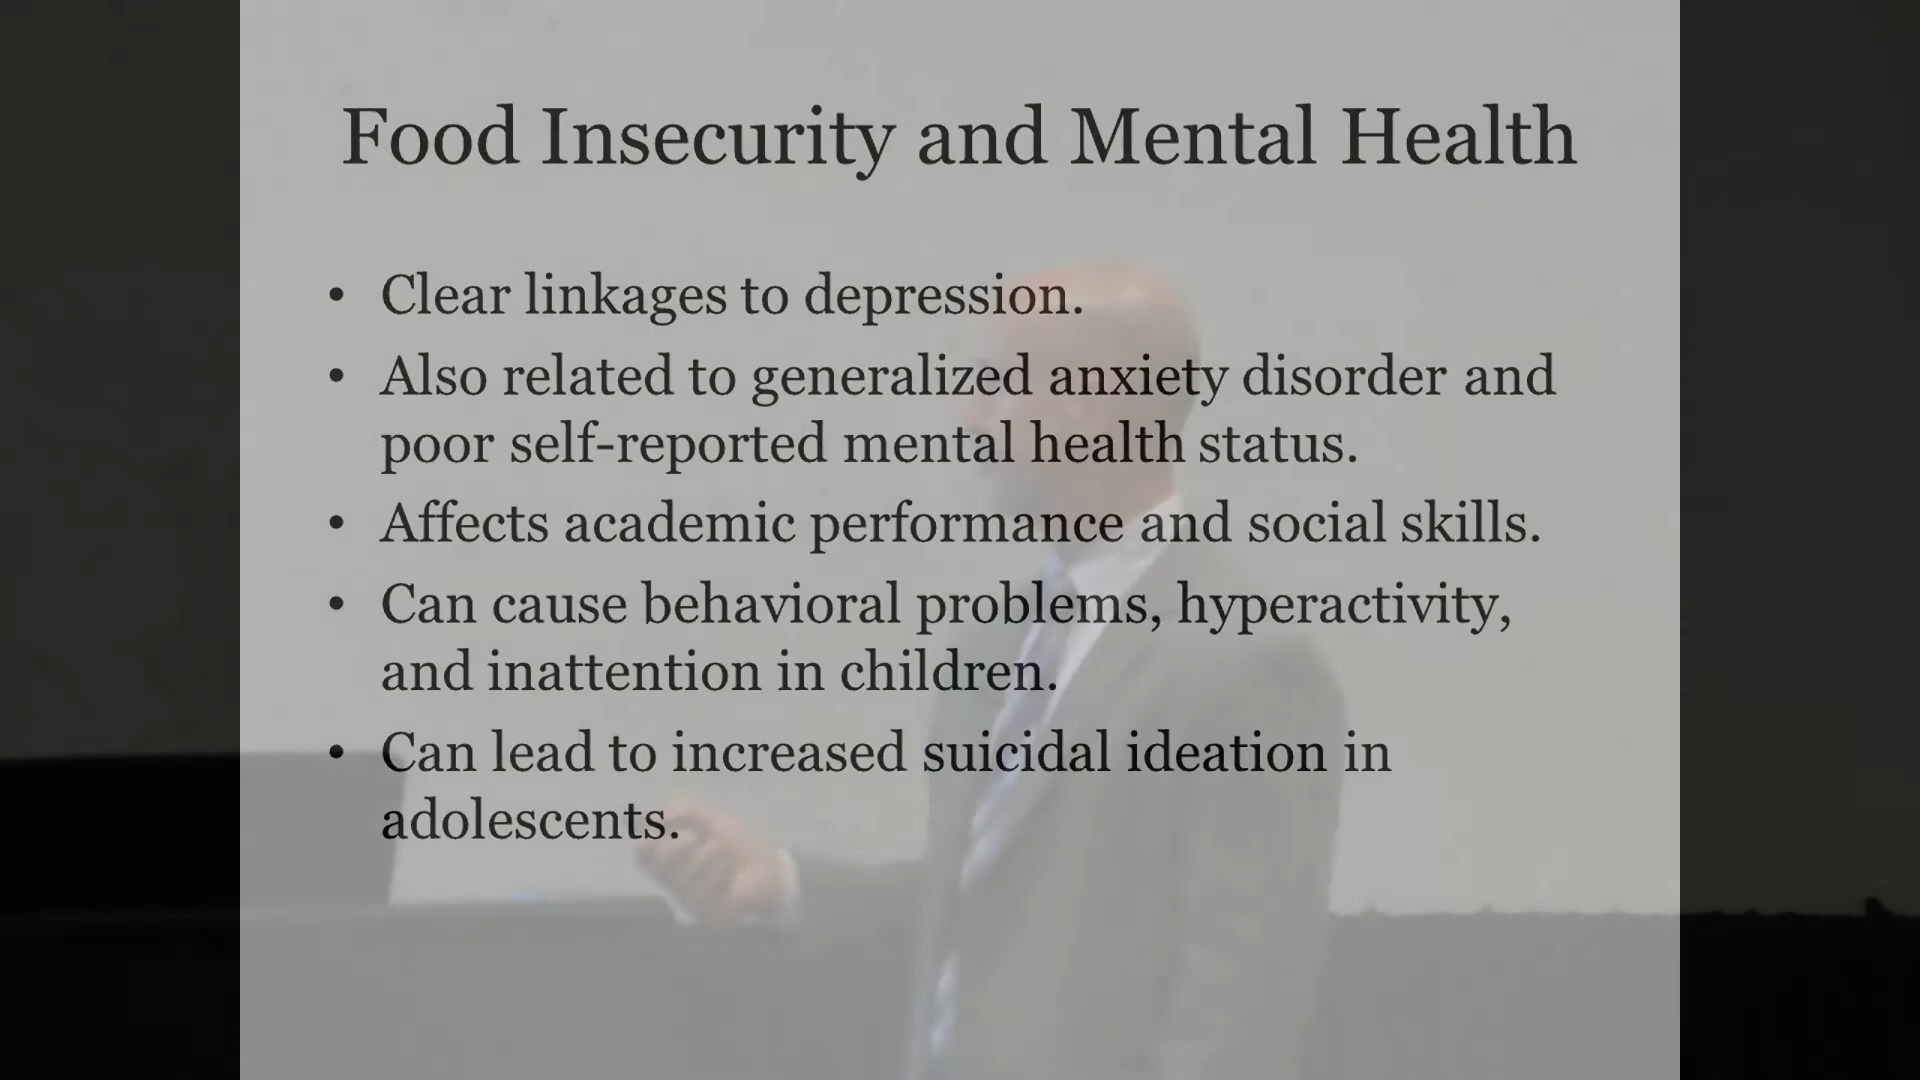 Food Insecurity and Mental Health
• Clear linkages to depression.
• Also related to generalized anxiety disorder and
poor self-reported mental health status.
• Affects academic performance and social skills.
• Can cause behavioral problems, hyperactivity,
and inattention in children.
• Can lead to increased suicidal ideation in
adolescents.